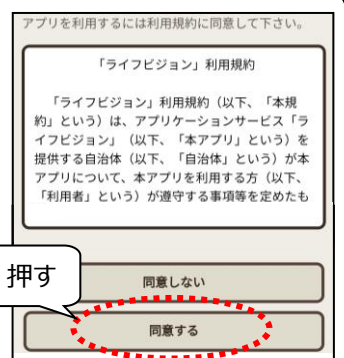 アプリを利用するには利用規約に同意して下さい。
「ライフビジョン」利用規約
「ライフビジョン」利用規約（以下、「本規
約」という）は、アプリケーションサービス「ラ
イフビジョン」（以下、「本アプリ」という）を
提供する自治体（以下、「自治体」という）が本
アプリについて、本アプリを利用する方（以下、
「利用者」という）が遵守する事項等を定めたも
同意しない
押す
同意する